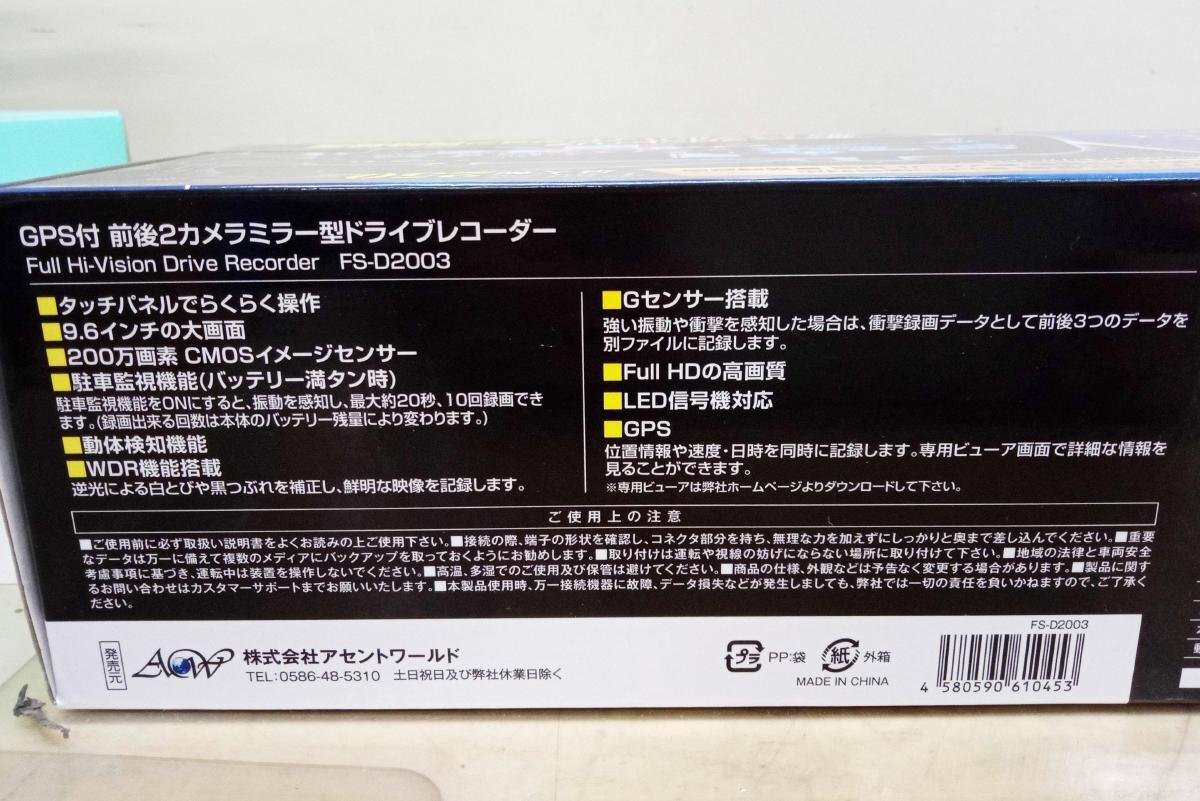 GPS付 前後2カメラミラー型ドライブレコーダー
Full Hi-Vision Drive Recorder FS-D2003
■タッチパネルでらくらく操作
■9.6インチの大画面
■200万画素 CMOSイメージセンサー
■駐車監視機能(バッテリー満タン時)
駐車監視機能をONにすると、振動を感知し、最大約20秒、10回録画でき
ます。(録画出来る回数は本体のバッテリー残量により変わります。)
■動体検知機能
■WDR機能搭載
逆光による白とびや黒つぶれを補正し、鮮明な映像を記録します。
■Gセンサー搭載
強い振動や衝撃を感知した場合は、衝撃録画データとして前後3つのデータを
別ファイルに記録します。
■Full HDの高画質
■LED信号機対応
■GPS
位置情報や速度・日時を同時に記録します。専用ビューア画面で詳細な情報を
見ることができます。
※専用ビューアは弊社ホームページよりダウンロードして下さい。
ご使用上の注意
■ご使用前に必ず取扱い説明書をよくお読みの上ご使用下さい。■接続の際、端子の形状を確認し、コネクタ部分を持ち、無理な力を加えずにしっかりと奥まで差し込んでください。■重要
なデータは万一に備えて複数のメディアにバックアップを取っておくようにお勧めします。■取り付けは運転や視線の妨げにならない場所に取り付けて下さい。■地域の法律と車両安全
考慮事項に基づき、運転中は装置を操作しないでください。■高温、多湿でのご使用及び保管は避けてください。■商品の仕様、外観などは予告なく変更する場合があります。■製品に関す
るお問い合わせはカスタマーサポートまでお願いいたします。■本製品使用時、万一接続機器に故障、データ損失などが発生しましても、弊社では一切の責任を負いかねますので、ご了承く
ださい。
発売元
AOW
株式会社アセントワールド
TEL:0586-48-5310 土日祝日及び弊社休業日除く
プラ PP:袋 紙 外箱
MADE IN CHINA
FS-D2003
4 580590 610453